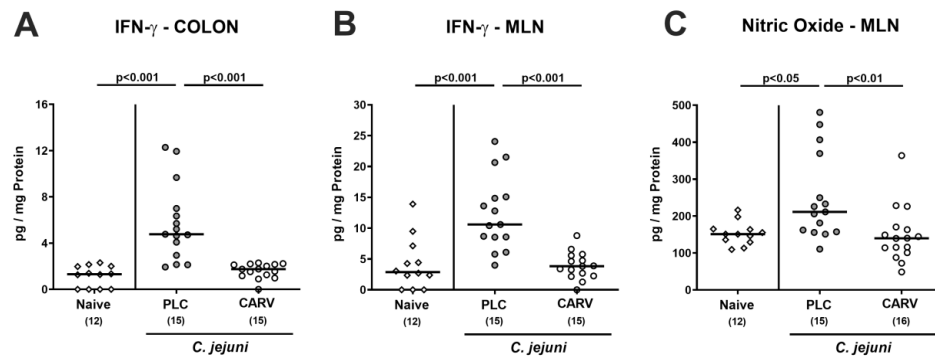 A
IFN-γ - COLON
p<0.001
p<0.001
pg / mg Protein
16
12
8
4
0
Naive
PLC
CARV
(12)
(15)
(15)
C. jejuni
B
IFN-γ - MLN
p<0.001
p<0.001
pg / mg Protein
30
25
20
15
10
5
0
Naive
PLC
CARV
(12)
(15)
(15)
C. jejuni
C
Nitric Oxide - MLN
p<0.05
p<0.01
pg / mg Protein
500
400
300
200
100
0
Naive
PLC
CARV
(12)
(15)
(16)
C. jejuni